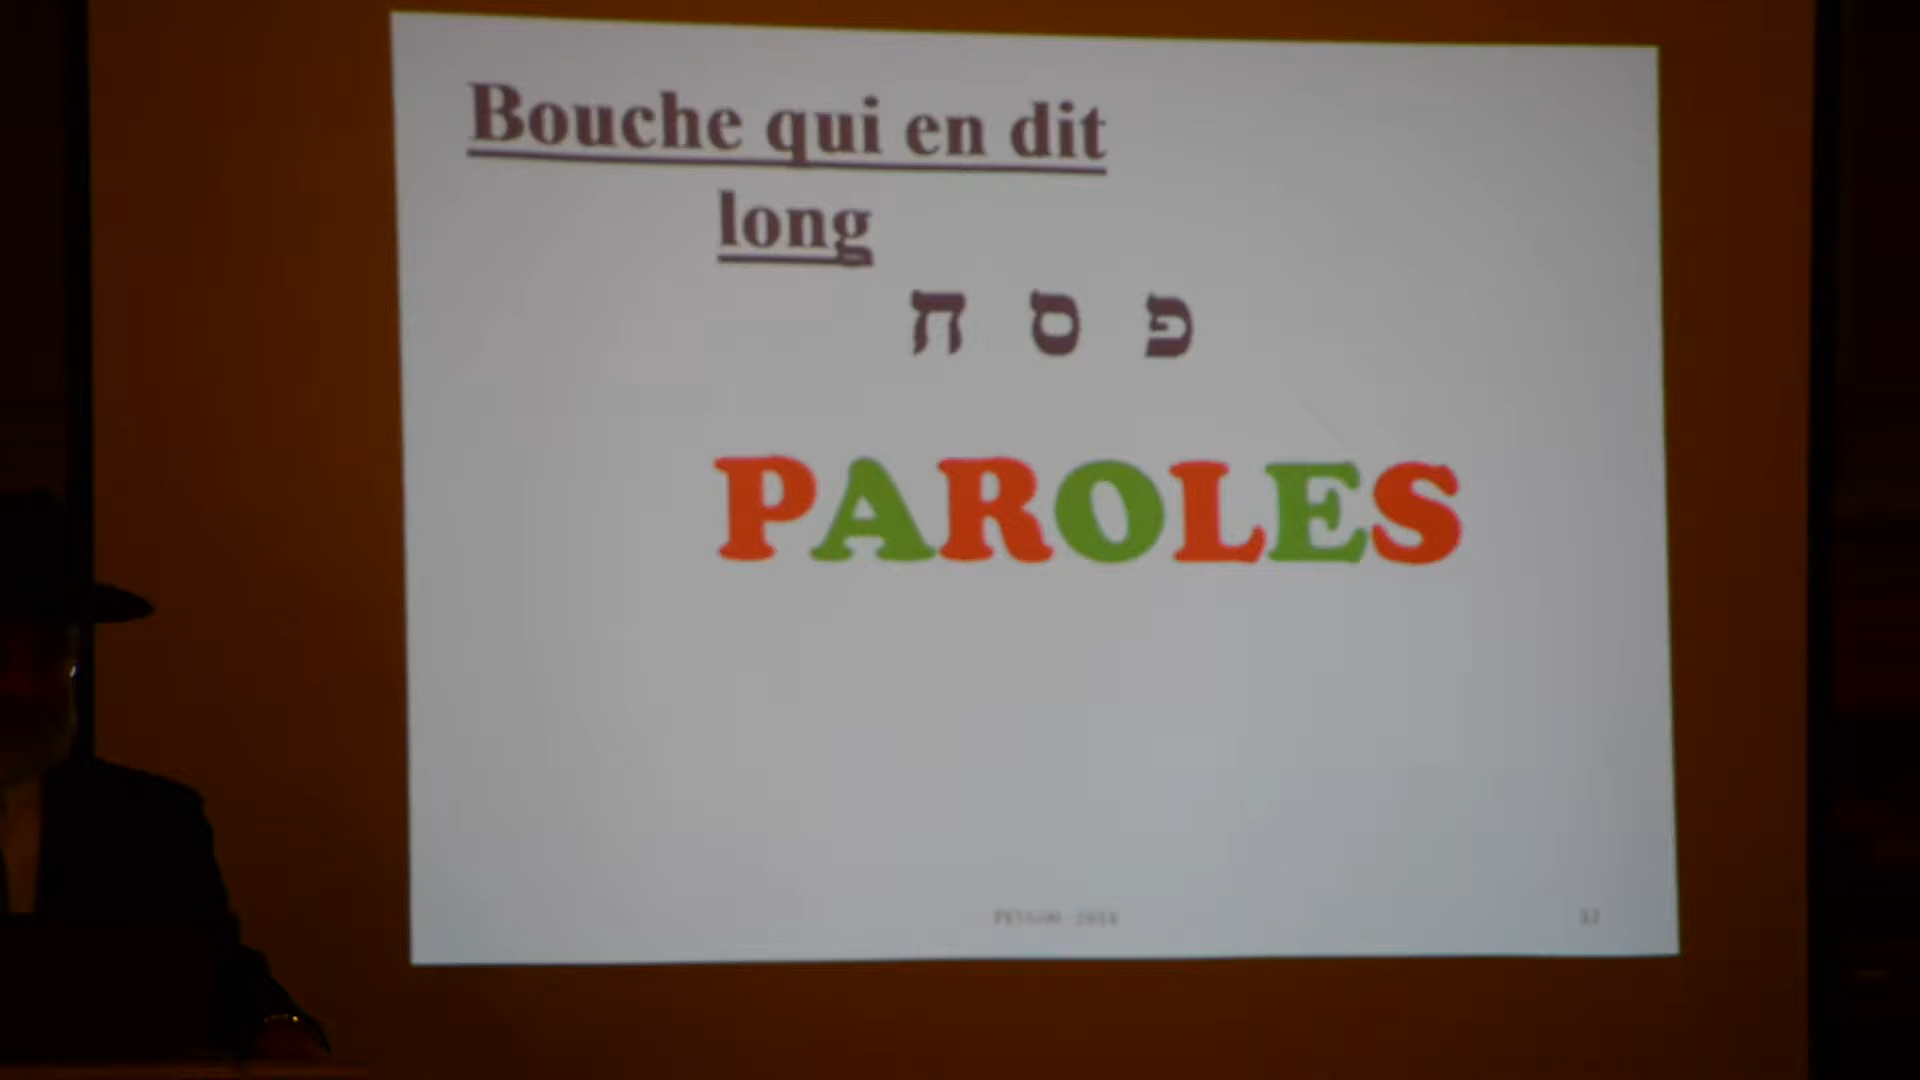 Bouche qui en dit
long
פ ס ח
PAROLES